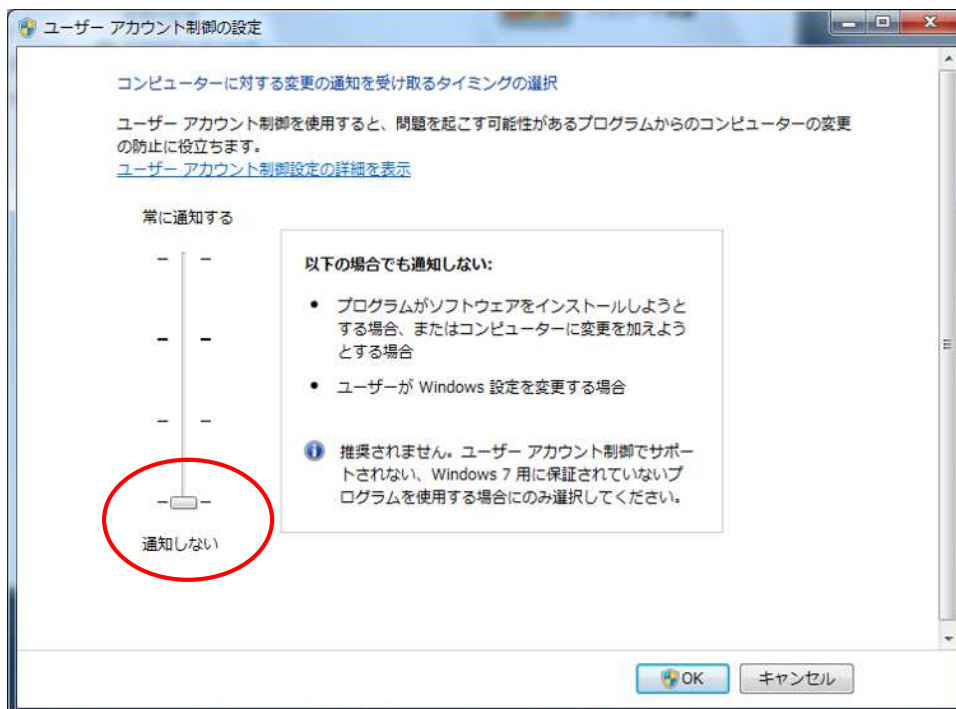 ユーザー アカウント制御の設定
コンピューターに対する変更の通知を受け取るタイミングの選択
ユーザー アカウント制御を使用すると、問題を起こす可能性があるプログラムからのコンピューターの変更
の防止に役立ちます。
ユーザー アカウント制御設定の詳細を表示
常に通知する
以下の場合でも通知しない:
• プログラムがソフトウェアをインストールしようと
する場合、またはコンピューターに変更を加えよう
とする場合
• ユーザーが Windows 設定を変更する場合
推奨されません。ユーザー アカウント制御でサポー
トされない、Windows 7 用に保証されていないプ
ログラムを使用する場合にのみ選択してください。
通知しない
OK
キャンセル